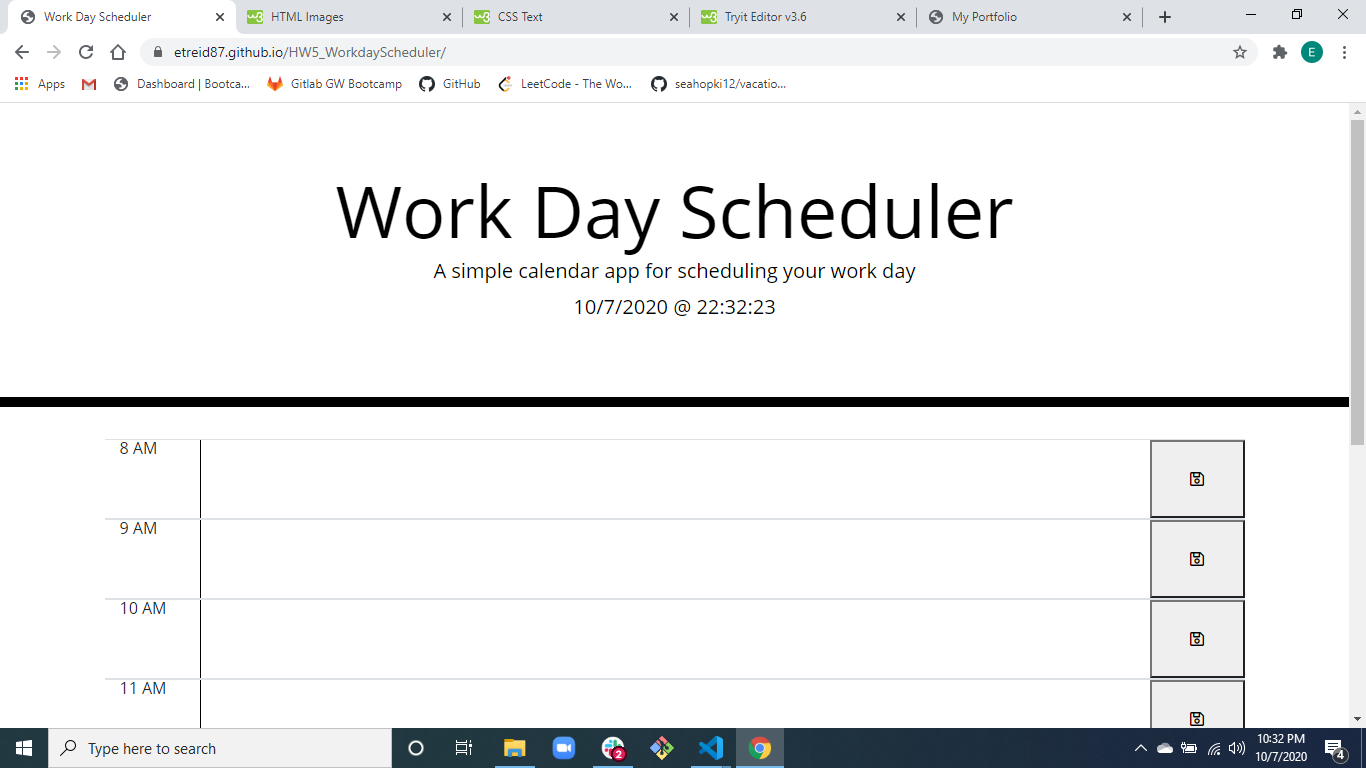 Work Day Scheduler
HTML Images
CSS Text
Tryit Editor v3.6
My Portfolio
etreid87.github.io/HW5_WorkdayScheduler/
E
Apps
Dashboard | Bootca...
Gitlab GW Bootcamp
GitHub
LeetCode - The Wo...
seahopki12/vacatio...
Work Day Scheduler
A simple calendar app for scheduling your work day
10/7/2020 @ 22:32:23
8 AM
9 AM
10 AM
11 AM
Type here to search
2
10:32 PM
10/7/2020
4